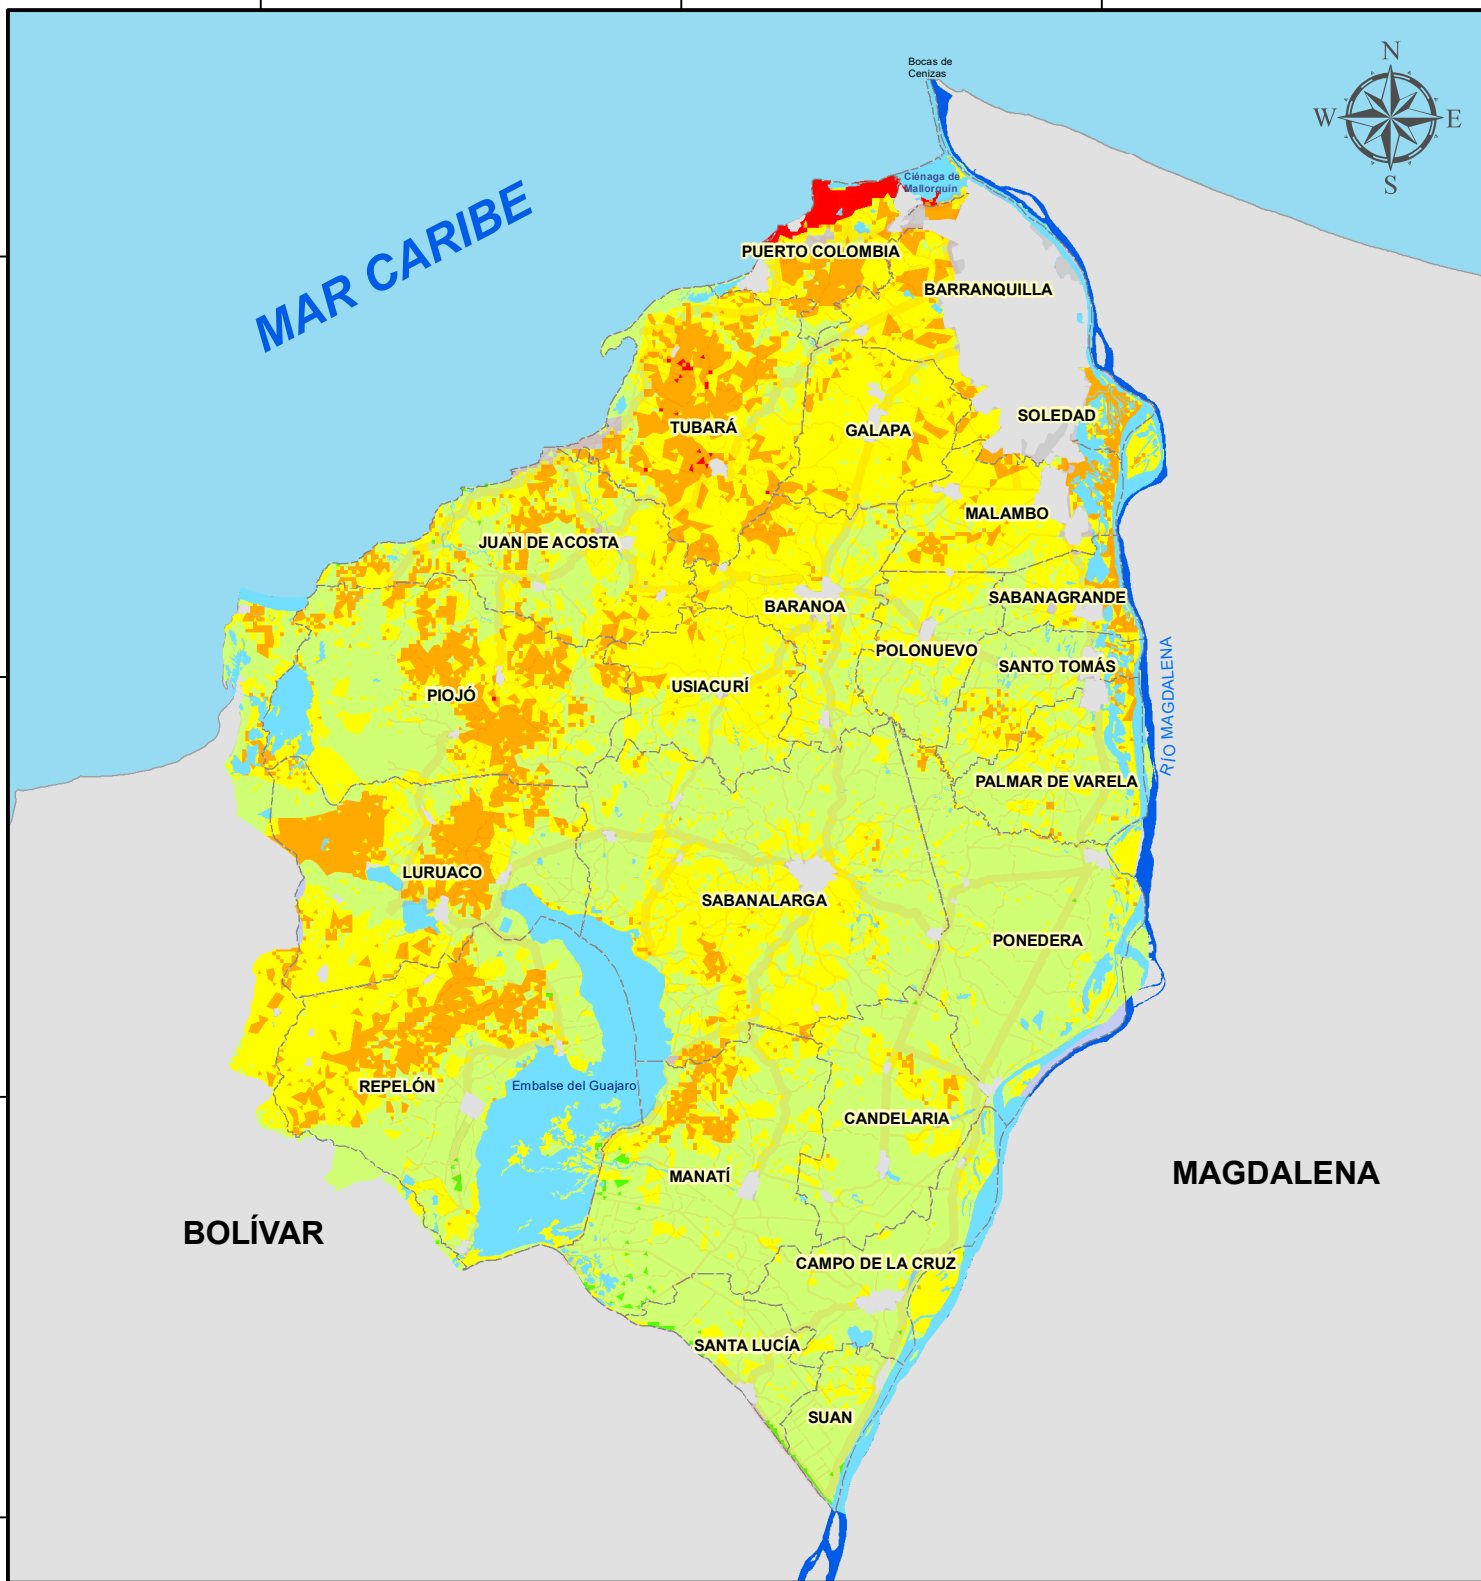 Bocas de
Cenizas
N
W
E
S
Ciénaga de
Mallorquín
MAR CARIBE
PUERTO COLOMBIA
BARRANQUILLA
SOLEDAD
TUBARÁ
GALAPA
MALAMBO
JUAN DE ACOSTA
SABANAGRANDE
BARANOA
POLONUEVO
SANTO TOMÁS
USIACURÍ
PIOJÓ
RÍO MAGDALENA
PALMAR DE VARELA
LURUACO
SABANALARGA
PONEDERA
REPELÓN
Embalse del Guajaro
CANDELARIA
MANATÍ
MAGDALENA
BOLÍVAR
CAMPO DE LA CRUZ
SANTA LUCÍA
SUAN